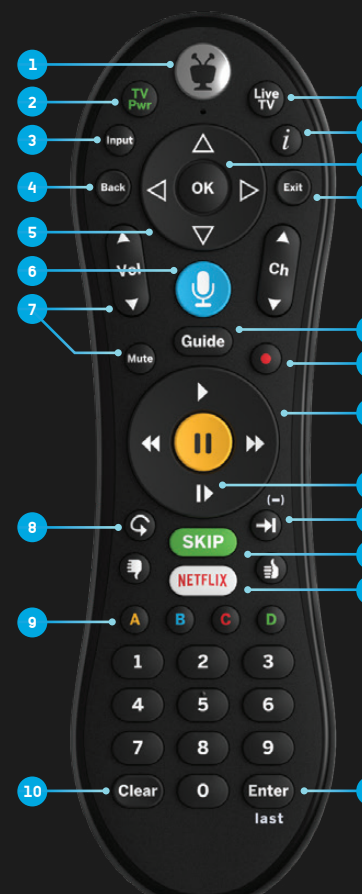 1
2 TV Pwr Live TV
3 Input i
4 Back OK Exit
5
6 Vol Ch
7 Guide
Mute
(-)
8 SKIP
NETFLIX
9 A B C D
1 2 3
4 5 6
7 8 9
10 Clear 0 Enter
last